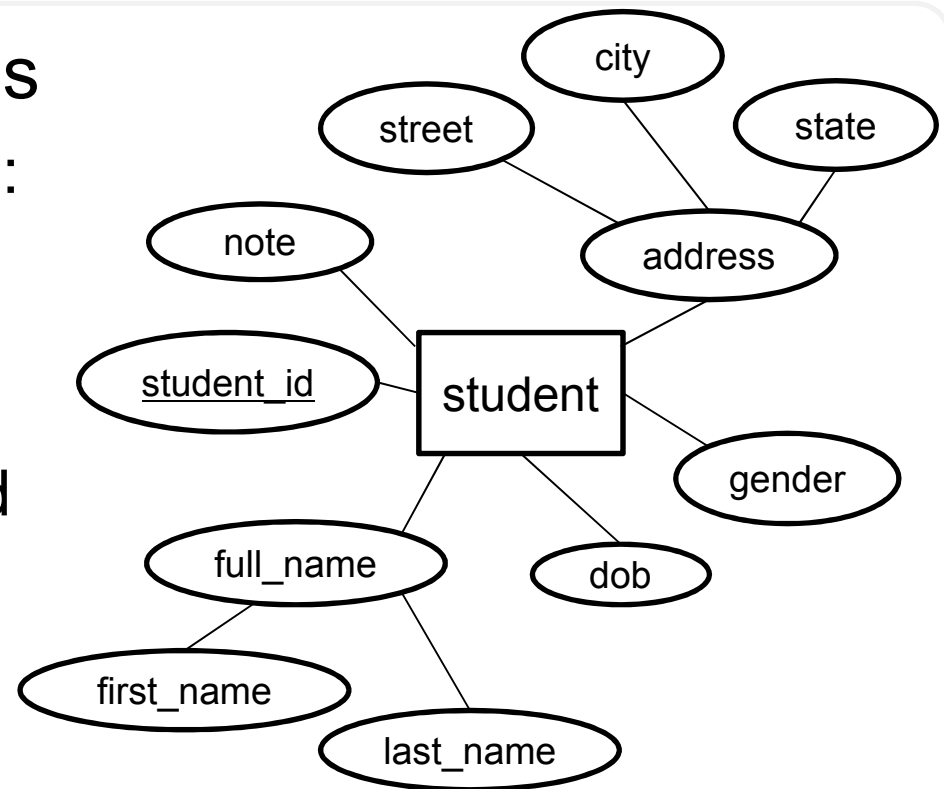 s
city
street
state
:
note
address
student_id
student
gender
d
full_name
dob
first_name
last_name